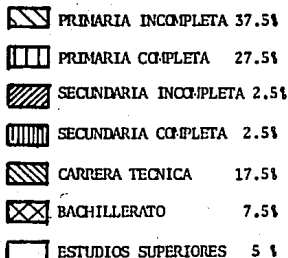 PRIMARIA INCOMPLETA 37.5%
PRIMARIA COMPLETA 27.5%
SECUNDARIA INCOMPLETA 2.5%
SECUNDARIA COMPLETA 2.5%
CARRERA TECNICA 17.5%
BACHILLERATO 7.5%
ESTUDIOS SUPERIORES 5 %